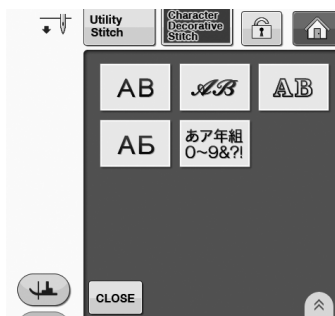 Utility
Stitch
Character
Decorative
Stitch
AB
AB
AB
АБ
あア年組
0~9&?!
CLOSE